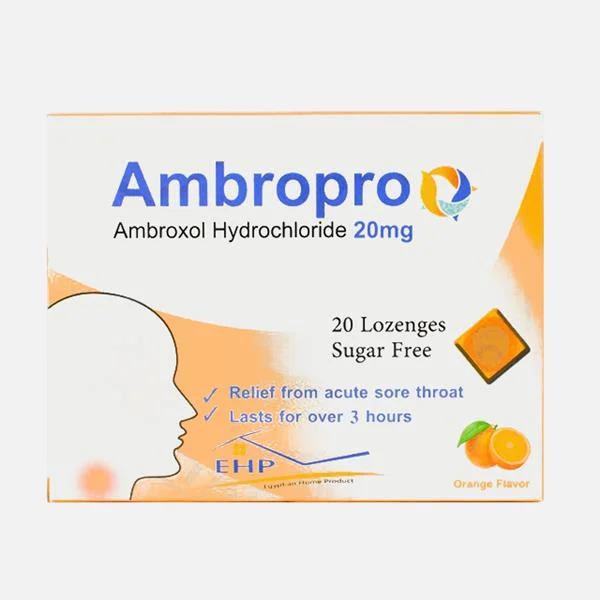 Ambropro
Ambroxol Hydrochloride 20mg
20 Lozenges
Sugar Free
✓ Relief from acute sore throat
✓ Lasts for over 3 hours
EHP
Egyptian Home Product
Orange Flavor